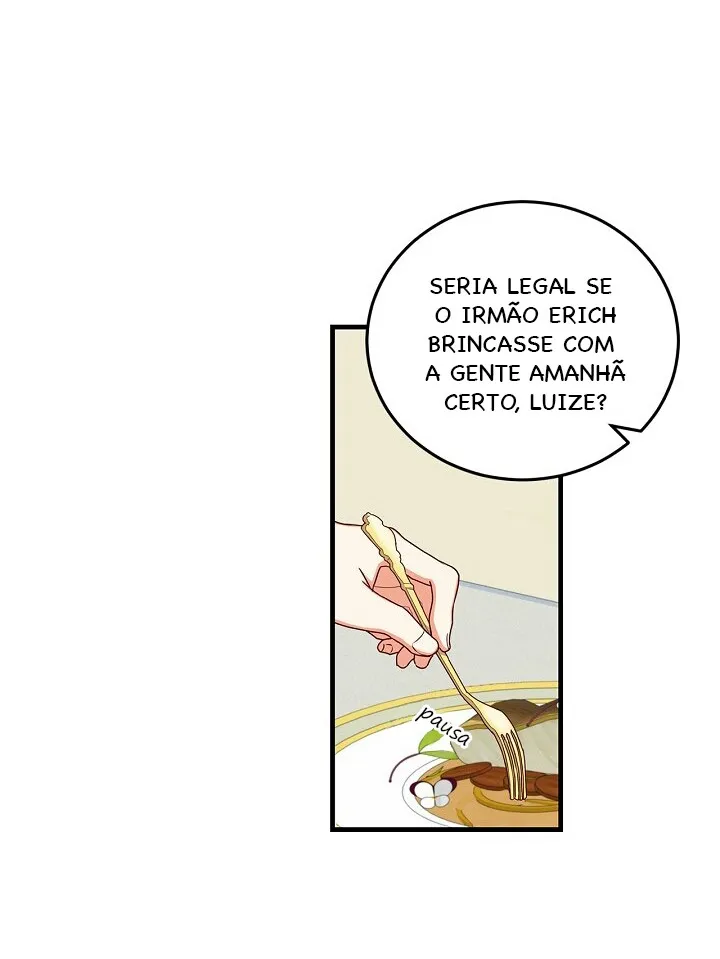 SERIA LEGAL SE
O IRMÃO ERICH
BRINCASSE COM
A GENTE AMANHÃ
CERTO, LUIZE?
pausa